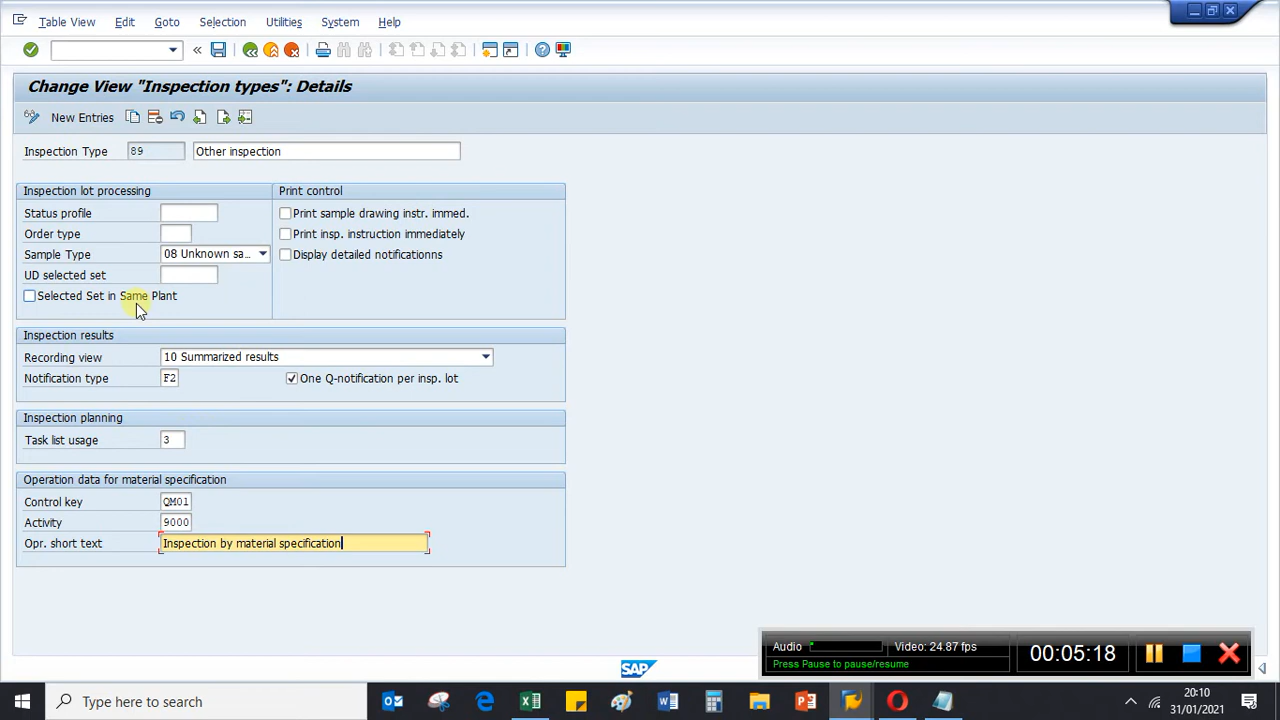 Table View Edit Goto Selection Utilities System Help
Change View "Inspection types": Details
New Entries
Inspection Type 89 Other inspection
Inspection lot processing
Status profile
Order type
Sample Type 08 Unknown sa...
UD selected set
Selected Set in Same Plant
Print control
Print sample drawing instr. immed.
Print insp. instruction immediately
Display detailed notificationns
Inspection results
Recording view 10 Summarized results
Notification type F2 One Q-notification per insp. lot
Inspection planning
Task list usage 3
Operation data for material specification
Control key QM01
Activity 9000
Opr. short text Inspection by material specification
Audio Video: 24.87 fps
Press Pause to pause/resume
00:05:18
SAP
Type here to search
20:10
31/01/2021